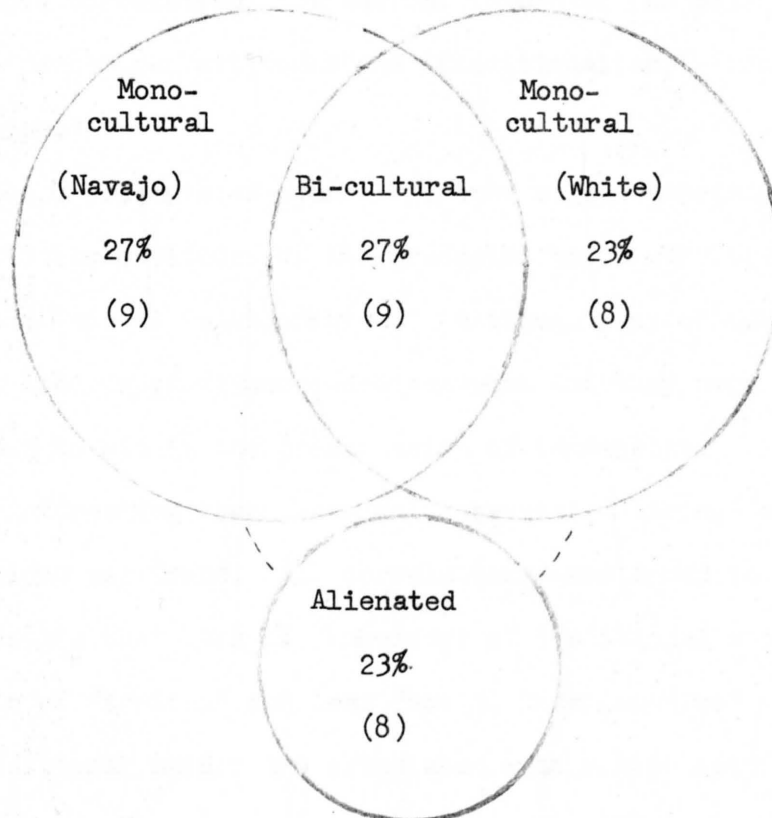 Mono-
cultural
(Navajo)
27%
(9)
Bi-cultural
27%
(9)
Mono-
cultural
(White)
23%
(8)
Alienated
23%
(8)